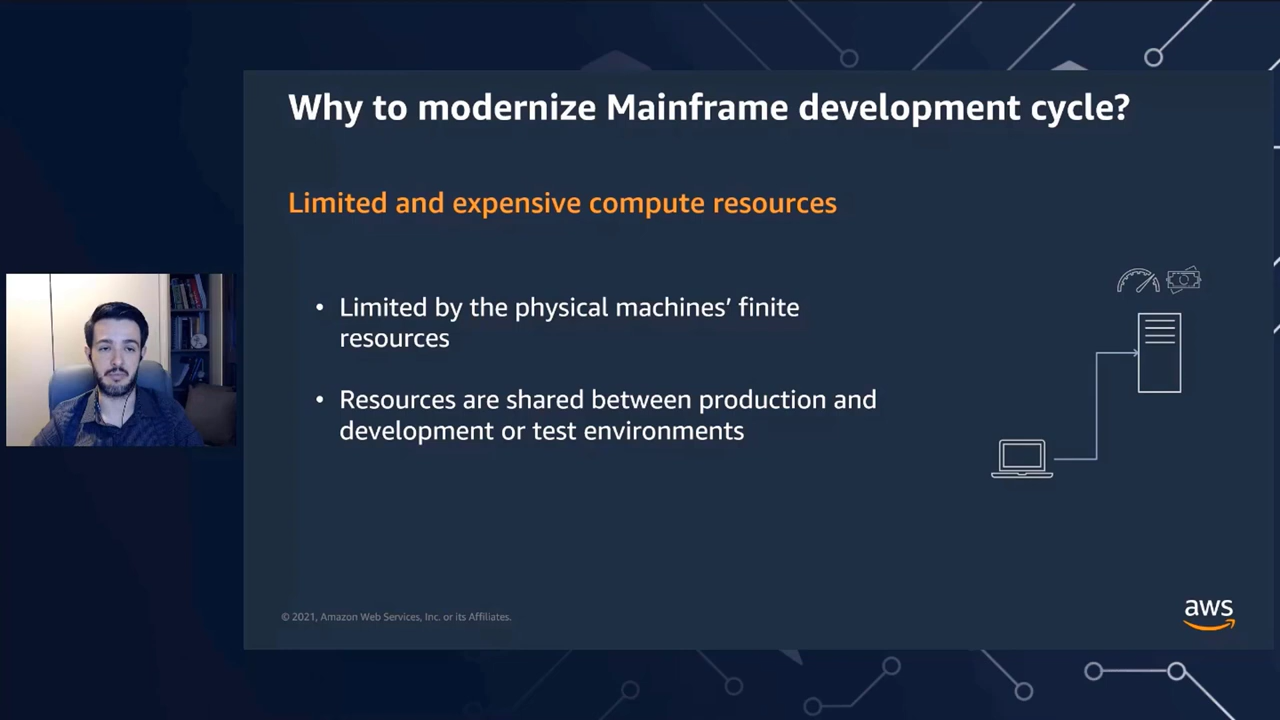 Why to modernize Mainframe development cycle?
Limited and expensive compute resources
• Limited by the physical machines’ finite
resources
• Resources are shared between production and
development or test environments
© 2021, Amazon Web Services, Inc. or its Affiliates.
aws